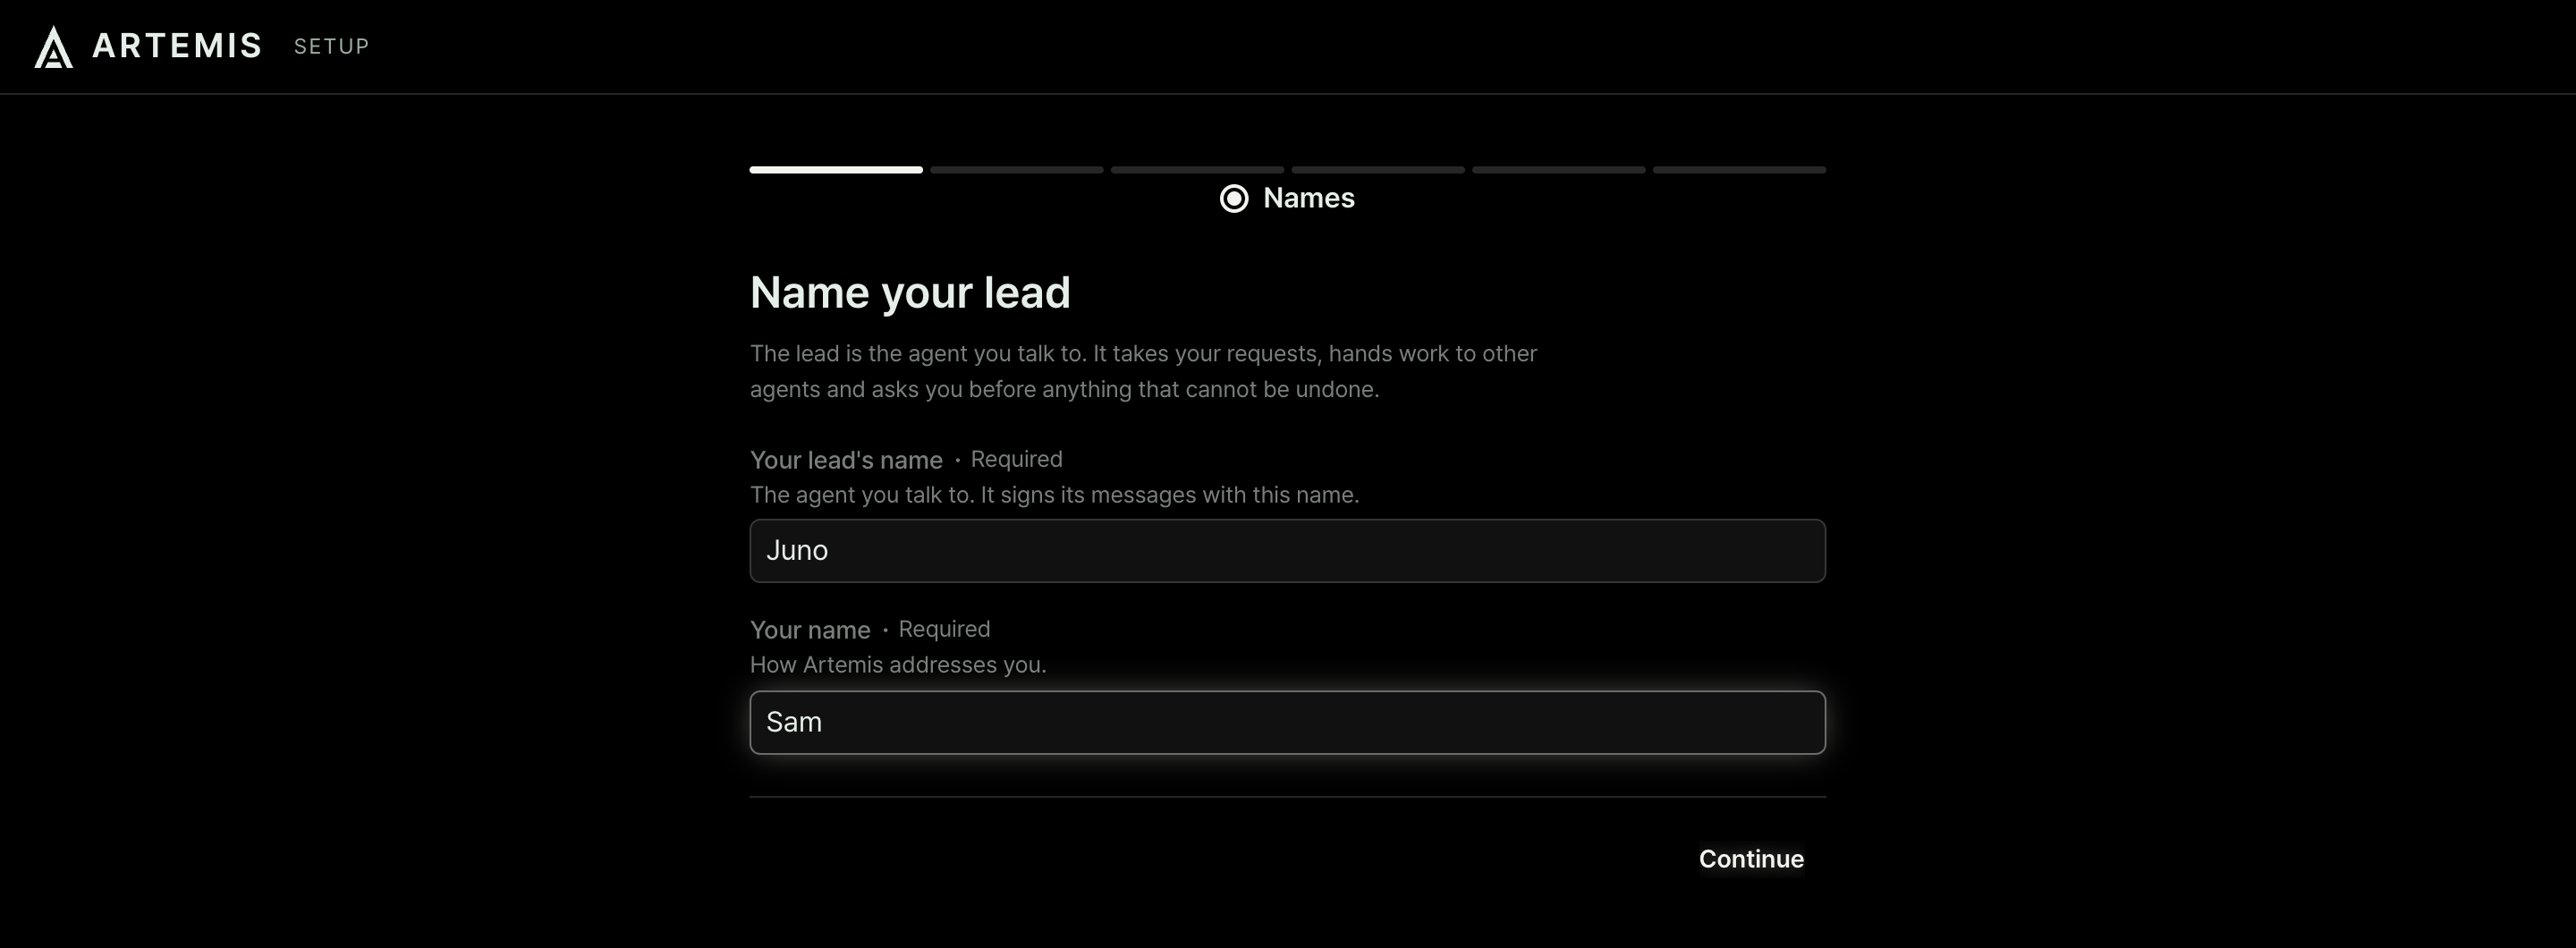 ARTEMIS SETUP
Names
Name your lead
The lead is the agent you talk to. It takes your requests, hands work to other
agents and asks you before anything that cannot be undone.
Your lead's name · Required
The agent you talk to. It signs its messages with this name.
Juno
Your name · Required
How Artemis addresses you.
Sam
Continue